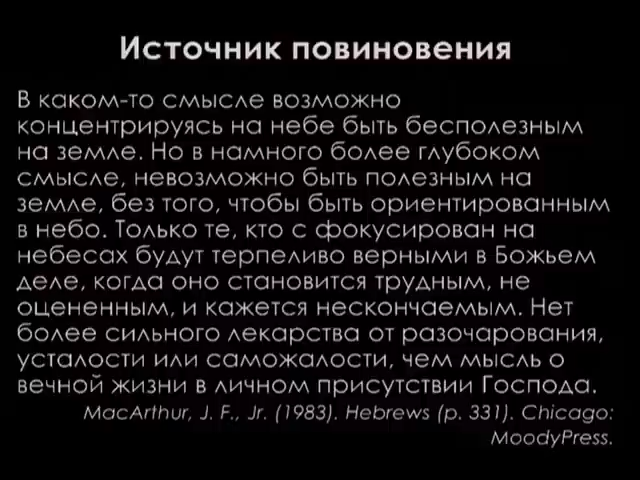 Источник повиновения
В каком-то смысле возможно
концентрируясь на небе быть бесполезным
на земле. Но в намного более глубоком
смысле, невозможно быть полезным на
земле, без того, чтобы быть ориентированным
в небо. Только те, кто с фокусирован на
небесах будут терпеливо верными в Божьем
деле, когда оно становится трудным, не
оцененным, и кажется нескончаемым. Нет
более сильного лекарства от разочарования,
усталости или саможалости, чем мысль о
вечной жизни в личном присутствии Господа.
MacArthur, J. F., Jr. (1983). Hebrews (p. 331). Chicago:
MoodyPress.